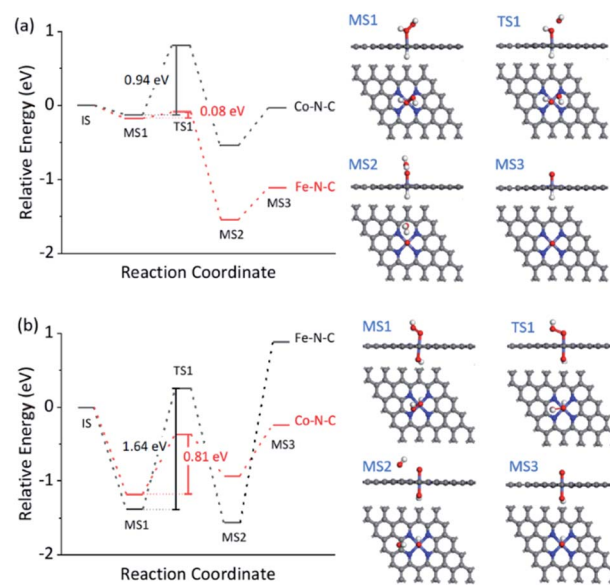 (a)
Relative Energy (eV)
1
0
-1
-2
IS
MS1
0.94 eV
TS1
0.08 eV
Co-N-C
MS2
MS3
Fe-N-C
Reaction Coordinate
MS1
TS1
MS2
MS3
(b)
Relative Energy (eV)
1
0
-1
-2
IS
MS1
1.64 eV
TS1
0.81 eV
MS2
MS3
Fe-N-C
Co-N-C
Reaction Coordinate
MS1
TS1
MS2
MS3